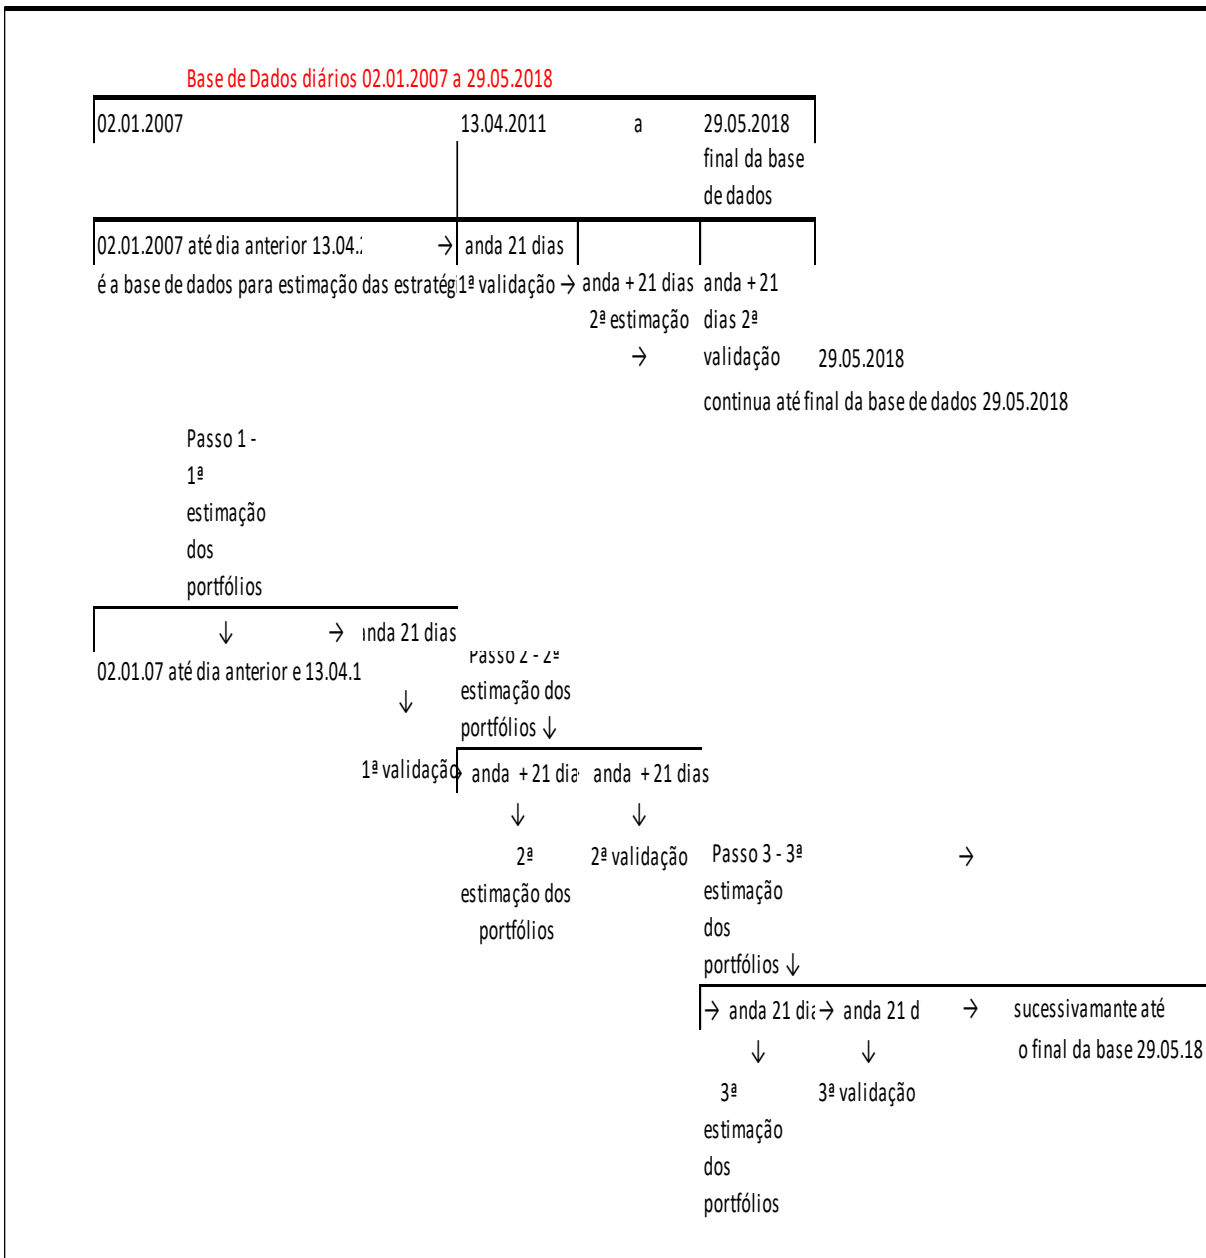 Base de Dados diários 02.01.2007 a 29.05.2018
02.01.2007 13.04.2011 a 29.05.2018
final da base
de dados
02.01.2007 até dia anterior 13.04. → anda 21 dias
é a base de dados para estimação das estratég 1ª validação → anda + 21 dias anda + 21
2ª estimação dias 2ª
→ validação 29.05.2018
continua até final da base de dados 29.05.2018
Passo 1 -
1ª
estimação
dos
portfólios
↓ → anda 21 dias
02.01.07 até dia anterior e 13.04.1
↓
Passo 2 - 2ª
estimação dos
portfólios ↓
1ª validação anda + 21 dia anda + 21 dias
↓ ↓
2ª 2ª validação
estimação dos
portfólios
Passo 3 - 3ª →
estimação
dos
portfólios ↓
→ anda 21 dia → anda 21 d → sucessivamante até
↓ ↓ o final da base 29.05.18
3ª 3ª validação
estimação
dos
portfólios